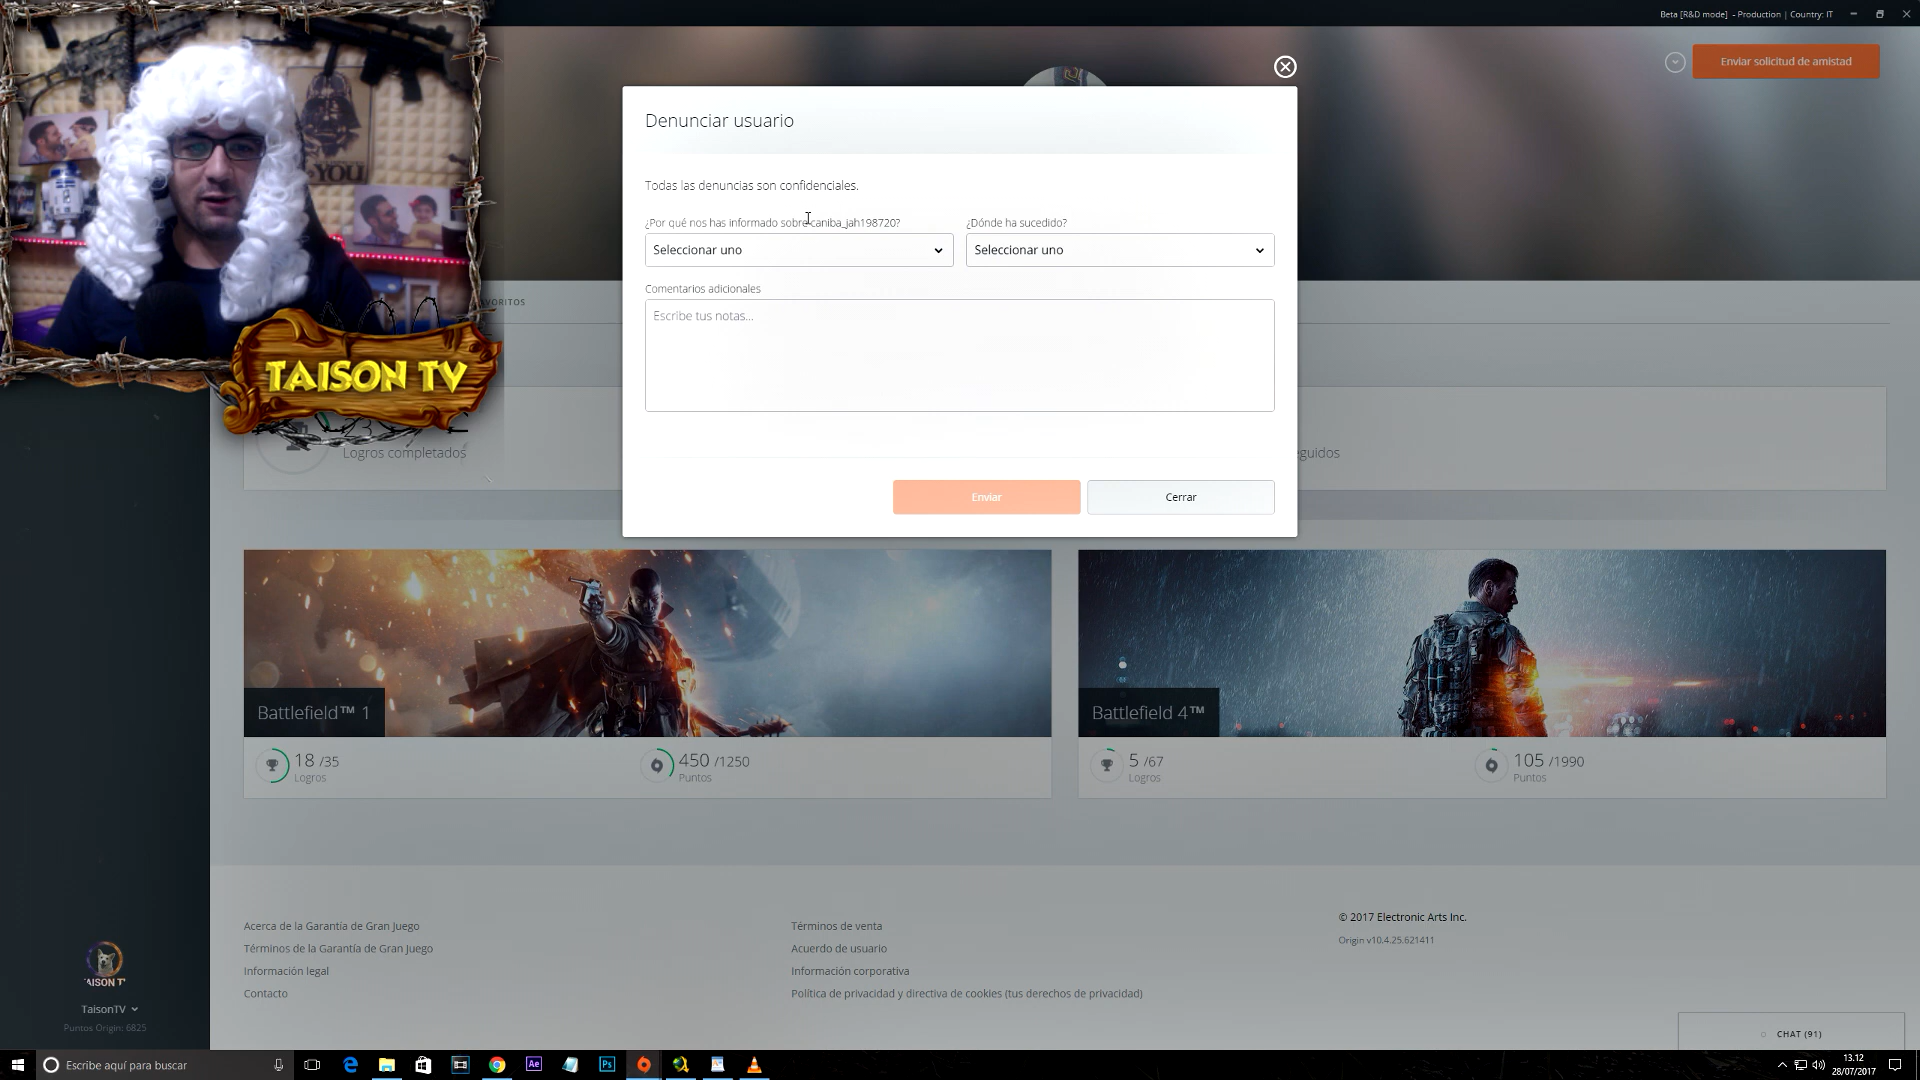 Beta [R&D mode] - Production | Country: IT
Enviar solicitud de amistad
YOU
TAISON TV
Denunciar usuario
Todas las denuncias son confidenciales.
¿Por qué nos has informado sobre caniba_jah198720?
¿Dónde ha sucedido?
Seleccionar uno
Seleccionar uno
Comentarios adicionales
Escribe tus notas...
Enviar
Cerrar
Logros completados
Battlefield™ 1
18 /35
Logros
450 /1250
Puntos
Battlefield 4™
5 /67
Logros
105 /1990
Puntos
Acerca de la Garantía de Gran Juego
Términos de la Garantía de Gran Juego
Información legal
Contacto
Términos de venta
Acuerdo de usuario
Información corporativa
Política de privacidad y directiva de cookies (tus derechos de privacidad)
© 2017 Electronic Arts Inc.
Origin v10.4.25.621411
TaisonTV
Puntos Origin: 6825
CHAT (91)
Escribe aquí para buscar
Ae
Ps
13.12
28/07/2017